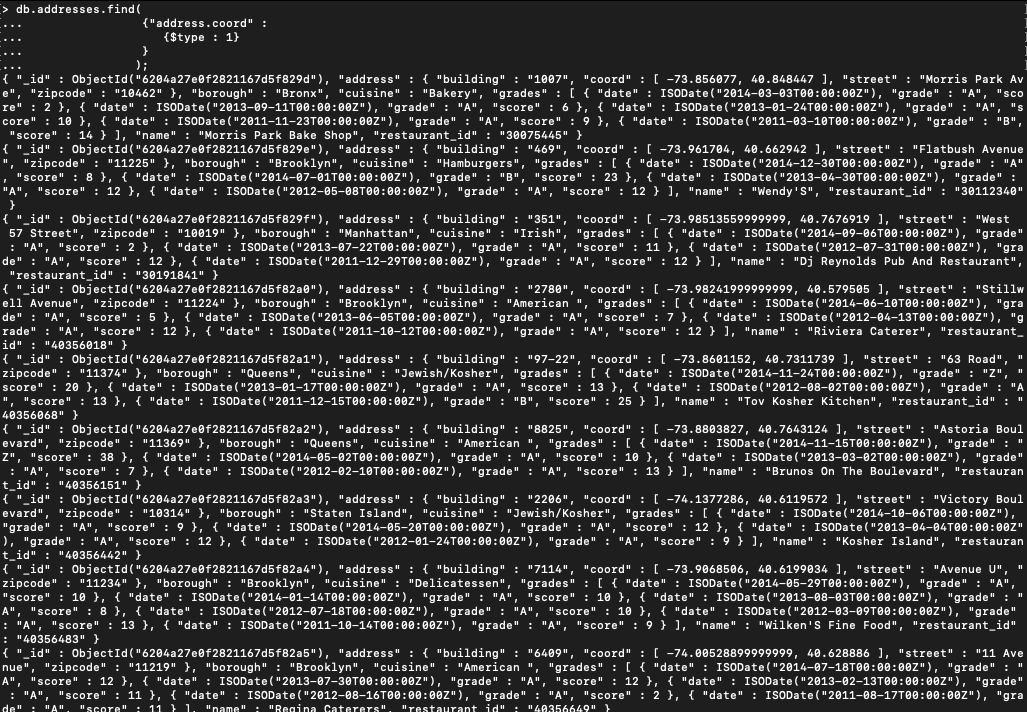 > db.addresses.find(
... {"address.coord" :
... {$type : 1}
... }
... );
{ "_id" : ObjectId("6204a27e0f2821167d5f829d"), "address" : { "building" : "1007", "coord" : [ -73.856077, 40.848447 ], "street" : "Morris Park Av
e", "zipcode" : "10462" }, "borough" : "Bronx", "cuisine" : "Bakery", "grades" : [ { "date" : ISODate("2014-03-03T00:00:00Z"), "grade" : "A", "sco
re" : 2 }, { "date" : ISODate("2013-09-11T00:00:00Z"), "grade" : "A", "score" : 6 }, { "date" : ISODate("2013-01-24T00:00:00Z"), "grade" : "A", "s
core" : 10 }, { "date" : ISODate("2011-11-23T00:00:00Z"), "grade" : "A", "score" : 9 }, { "date" : ISODate("2011-03-10T00:00:00Z"), "grade" : "B",
 "score" : 14 } ], "name" : "Morris Park Bake Shop", "restaurant_id" : "30075445" }
{ "_id" : ObjectId("6204a27e0f2821167d5f829e"), "address" : { "building" : "469", "coord" : [ -73.961704, 40.662942 ], "street" : "Flatbush Avenue
", "zipcode" : "11225" }, "borough" : "Brooklyn", "cuisine" : "Hamburgers", "grades" : [ { "date" : ISODate("2014-12-30T00:00:00Z"), "grade" : "A"
, "score" : 8 }, { "date" : ISODate("2014-07-01T00:00:00Z"), "grade" : "B", "score" : 23 }, { "date" : ISODate("2013-04-30T00:00:00Z"), "grade" :
"A", "score" : 12 }, { "date" : ISODate("2012-05-08T00:00:00Z"), "grade" : "A", "score" : 12 } ], "name" : "Wendy'S", "restaurant_id" : "30112340"
 }
{ "_id" : ObjectId("6204a27e0f2821167d5f829f"), "address" : { "building" : "351", "coord" : [ -73.98513559999999, 40.7676919 ], "street" : "West
 57 Street", "zipcode" : "10019" }, "borough" : "Manhattan", "cuisine" : "Irish", "grades" : [ { "date" : ISODate("2014-09-06T00:00:00Z"), "grade"
 : "A", "score" : 2 }, { "date" : ISODate("2013-07-22T00:00:00Z"), "grade" : "A", "score" : 11 }, { "date" : ISODate("2012-07-31T00:00:00Z"), "gra
de" : "A", "score" : 12 }, { "date" : ISODate("2011-12-29T00:00:00Z"), "grade" : "A", "score" : 12 } ], "name" : "Dj Reynolds Pub And Restaurant",
 "restaurant_id" : "30191841" }
{ "_id" : ObjectId("6204a27e0f2821167d5f82a0"), "address" : { "building" : "2780", "coord" : [ -73.98241999999999, 40.579505 ], "street" : "Stillw
ell Avenue", "zipcode" : "11224" }, "borough" : "Brooklyn", "cuisine" : "American ", "grades" : [ { "date" : ISODate("2014-06-10T00:00:00Z"), "gra
de" : "A", "score" : 5 }, { "date" : ISODate("2013-06-05T00:00:00Z"), "grade" : "A", "score" : 7 }, { "date" : ISODate("2012-04-13T00:00:00Z"), "g
rade" : "A", "score" : 12 }, { "date" : ISODate("2011-10-12T00:00:00Z"), "grade" : "A", "score" : 12 } ], "name" : "Riviera Caterer", "restaurant_
id" : "40356018" }
{ "_id" : ObjectId("6204a27e0f2821167d5f82a1"), "address" : { "building" : "97-22", "coord" : [ -73.8601152, 40.7311739 ], "street" : "63 Road", "
zipcode" : "11374" }, "borough" : "Queens", "cuisine" : "Jewish/Kosher", "grades" : [ { "date" : ISODate("2014-11-24T00:00:00Z"), "grade" : "Z", "
score" : 20 }, { "date" : ISODate("2013-01-17T00:00:00Z"), "grade" : "A", "score" : 13 }, { "date" : ISODate("2012-08-02T00:00:00Z"), "grade" : "A
", "score" : 13 }, { "date" : ISODate("2011-12-15T00:00:00Z"), "grade" : "B", "score" : 25 } ], "name" : "Tov Kosher Kitchen", "restaurant_id" : "
40356068" }
{ "_id" : ObjectId("6204a27e0f2821167d5f82a2"), "address" : { "building" : "8825", "coord" : [ -73.8803827, 40.7643124 ], "street" : "Astoria Boul
evard", "zipcode" : "11369" }, "borough" : "Queens", "cuisine" : "American ", "grades" : [ { "date" : ISODate("2014-11-15T00:00:00Z"), "grade" : "
Z", "score" : 38 }, { "date" : ISODate("2014-05-02T00:00:00Z"), "grade" : "A", "score" : 10 }, { "date" : ISODate("2013-03-02T00:00:00Z"), "grade"
 : "A", "score" : 7 }, { "date" : ISODate("2012-02-10T00:00:00Z"), "grade" : "A", "score" : 13 } ], "name" : "Brunos On The Boulevard", "restauran
t_id" : "40356151" }
{ "_id" : ObjectId("6204a27e0f2821167d5f82a3"), "address" : { "building" : "2206", "coord" : [ -74.1377286, 40.6119572 ], "street" : "Victory Boul
evard", "zipcode" : "10314" }, "borough" : "Staten Island", "cuisine" : "Jewish/Kosher", "grades" : [ { "date" : ISODate("2014-10-06T00:00:00Z"),
"grade" : "A", "score" : 9 }, { "date" : ISODate("2014-05-20T00:00:00Z"), "grade" : "A", "score" : 12 }, { "date" : ISODate("2013-04-04T00:00:00Z"
), "grade" : "A", "score" : 12 }, { "date" : ISODate("2012-01-24T00:00:00Z"), "grade" : "A", "score" : 9 } ], "name" : "Kosher Island", "restauran
t_id" : "40356442" }
{ "_id" : ObjectId("6204a27e0f2821167d5f82a4"), "address" : { "building" : "7114", "coord" : [ -73.9068506, 40.6199034 ], "street" : "Avenue U", "
zipcode" : "11234" }, "borough" : "Brooklyn", "cuisine" : "Delicatessen", "grades" : [ { "date" : ISODate("2014-05-29T00:00:00Z"), "grade" : "A",
"score" : 10 }, { "date" : ISODate("2014-01-14T00:00:00Z"), "grade" : "A", "score" : 10 }, { "date" : ISODate("2013-08-03T00:00:00Z"), "grade" : "
A", "score" : 8 }, { "date" : ISODate("2012-07-18T00:00:00Z"), "grade" : "A", "score" : 10 }, { "date" : ISODate("2012-03-09T00:00:00Z"), "grade"
 : "A", "score" : 13 }, { "date" : ISODate("2011-10-14T00:00:00Z"), "grade" : "A", "score" : 9 } ], "name" : "Wilken'S Fine Food", "restaurant_id"
 : "40356483" }
{ "_id" : ObjectId("6204a27e0f2821167d5f82a5"), "address" : { "building" : "6409", "coord" : [ -74.00528899999999, 40.628886 ], "street" : "11 Ave
nue", "zipcode" : "11219" }, "borough" : "Brooklyn", "cuisine" : "American ", "grades" : [ { "date" : ISODate("2014-07-18T00:00:00Z"), "grade" : "
A", "score" : 12 }, { "date" : ISODate("2013-07-30T00:00:00Z"), "grade" : "A", "score" : 12 }, { "date" : ISODate("2013-02-13T00:00:00Z"), "grade"
 : "A", "score" : 11 }, { "date" : ISODate("2012-08-16T00:00:00Z"), "grade" : "A", "score" : 2 }, { "date" : ISODate("2011-08-17T00:00:00Z"), "gra
de" : "A", "score" : 11 } ], "name" : "Regina Caterers", "restaurant_id" : "40356649" }